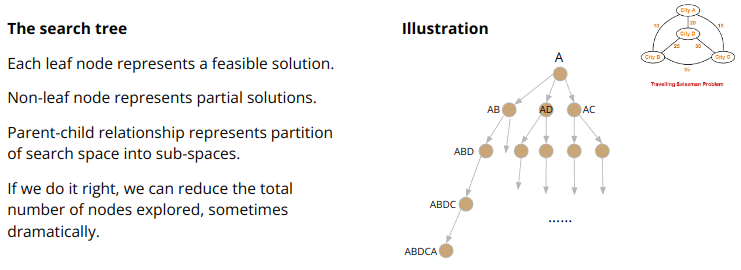 The search tree
Each leaf node represents a feasible solution.
Non-leaf node represents partial solutions.
Parent-child relationship represents partition
of search space into sub-spaces.
If we do it right, we can reduce the total
number of nodes explored, sometimes
dramatically.
Illustration
A
AB
AD
AC
ABD
ABDC
ABDCA
......
City A
10
20
15
City D
25
30
City B
City C
Travelling Salesman Problem